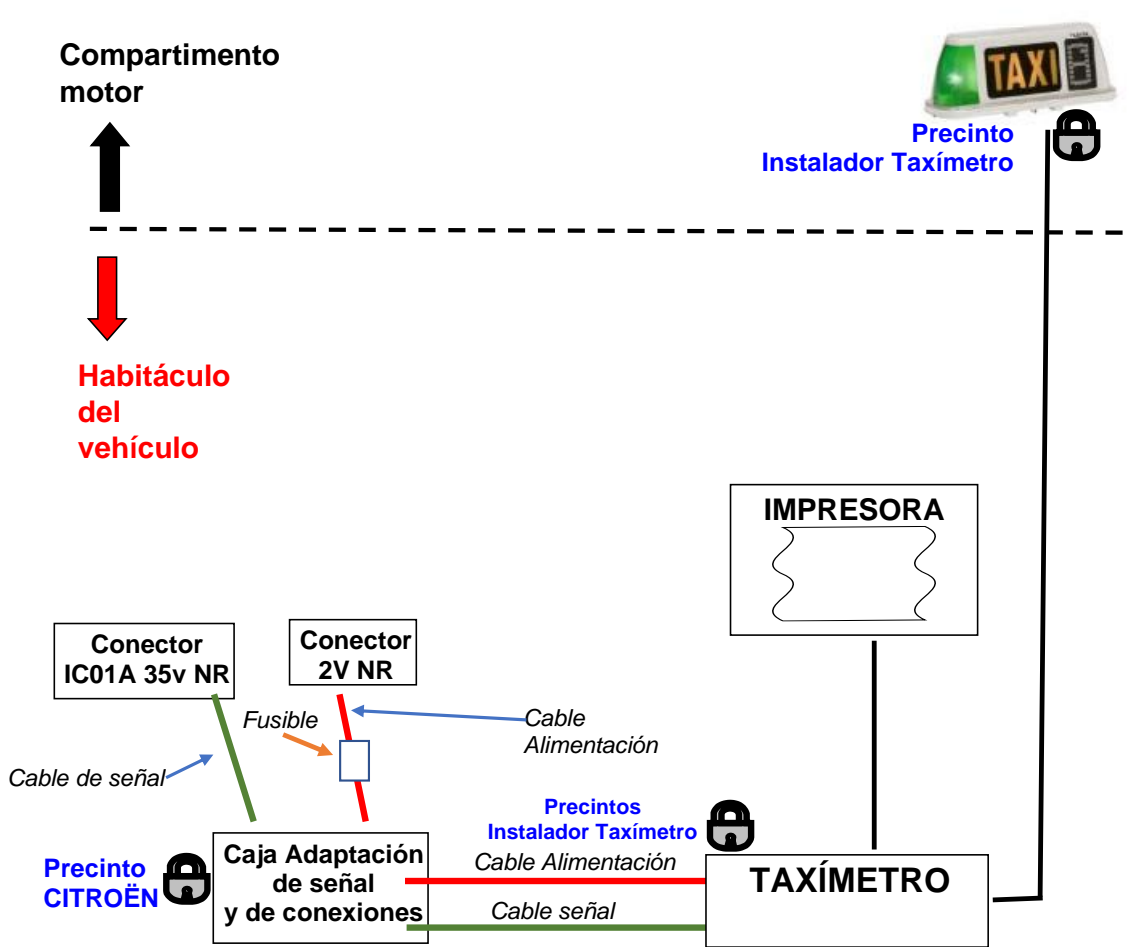 Compartimento
motor
TAXI
Precinto
Instalador Taxímetro
Habitáculo
del
vehículo
IMPRESORA
Conector
IC01A 35v NR
Conector
2V NR
Fusible
Cable
Alimentación
Cable de señal
Precintos
Instalador Taxímetro
Precinto
CITROËN
Caja Adaptación
de señal
y de conexiones
Cable Alimentación
Cable señal
TAXÍMETRO